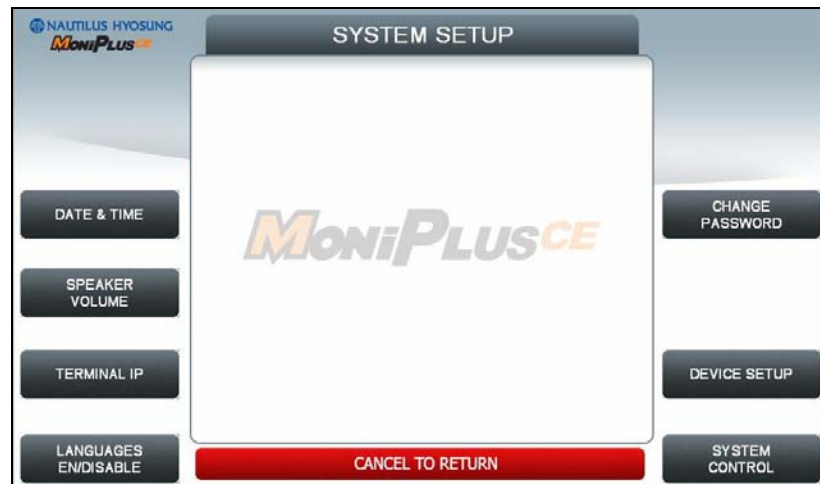 NAUTILUS HYOSUNG
MONiPLUSCE
SYSTEM SETUP
DATE & TIME
CHANGE
PASSWORD
MONiPLUSCE
SPEAKER
VOLUME
TERMINAL IP
DEVICE SETUP
LANGUAGES
EN/DISABLE
CANCEL TO RETURN
SYSTEM
CONTROL